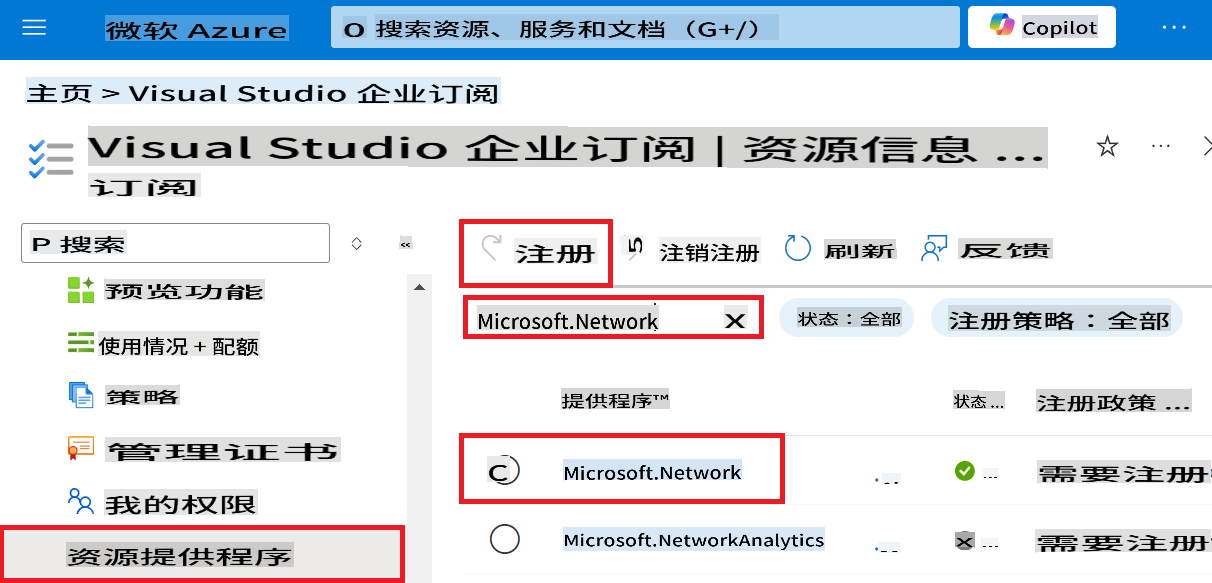 微软 Azure
O 搜索资源、服务和文档 （G+/）
Copilot
...
主页 > Visual Studio 企业订阅
Visual Studio 企业订阅 | 资源信息 ...
...
订阅
P 搜索
«
注册
5
注销注册
刷新
反馈
预览功能
Microsoft.Network
状态：全部
注册策略：全部
使用情况 + 配额
策略
提供程序™
状态 ...
注册政策 ...
管理证书
C Microsoft.Network
...
需要注册
我的权限
Microsoft.NetworkAnalytics
...
需要注册
资源提供程序